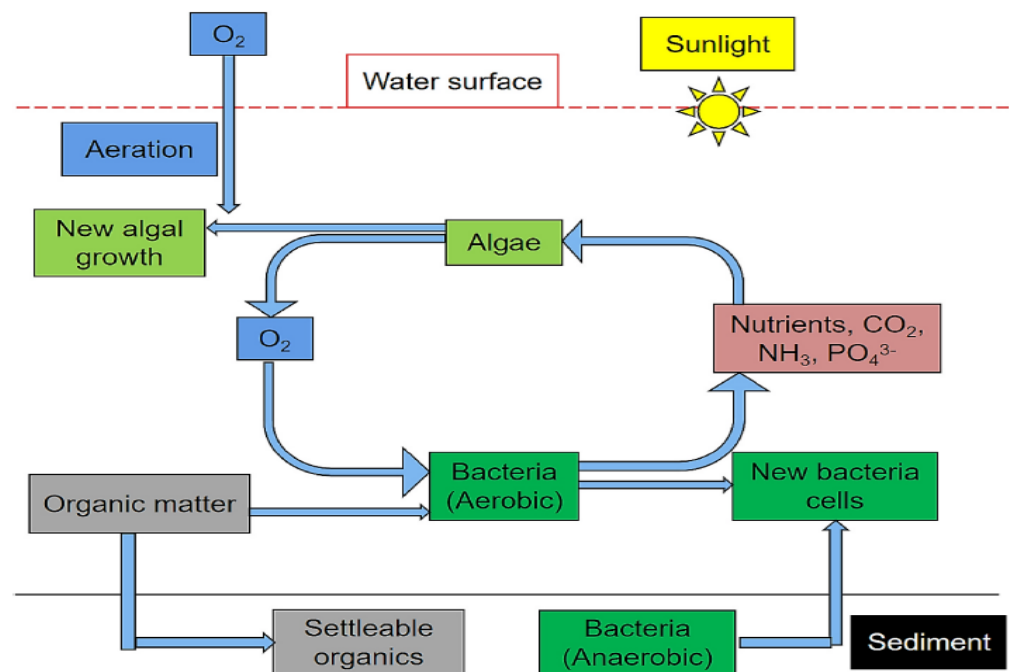 O₂
Sunlight
Water surface
Aeration
New algal
growth
Algae
O₂
Nutrients, CO₂,
NH₃, PO₄³⁻
Bacteria
(Aerobic)
New bacteria
cells
Organic matter
Settleable
organics
Bacteria
(Anaerobic)
Sediment